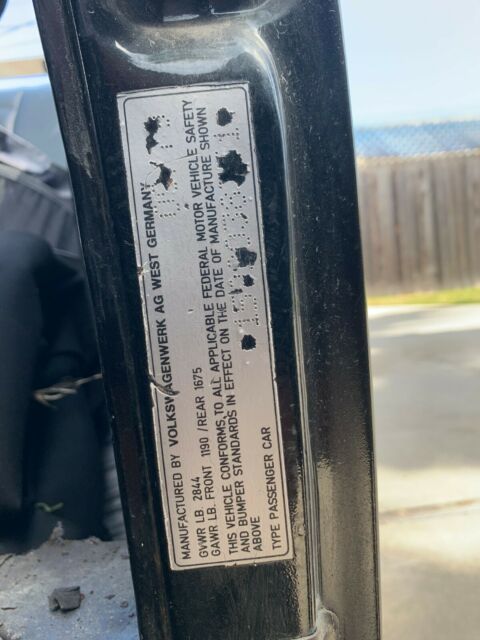 MANUFACTURED BY VOLKSWAGENWERK AG WEST GERMANY
GVWR LB. 2844
GAWR LB. FRONT 1190 / REAR 1675
THIS VEHICLE CONFORMS TO ALL APPLICABLE FEDERAL MOTOR VEHICLE SAFETY
AND BUMPER STANDARDS IN EFFECT ON THE DATE OF MANUFACTURE SHOWN
ABOVE
TYPE PASSENGER CAR